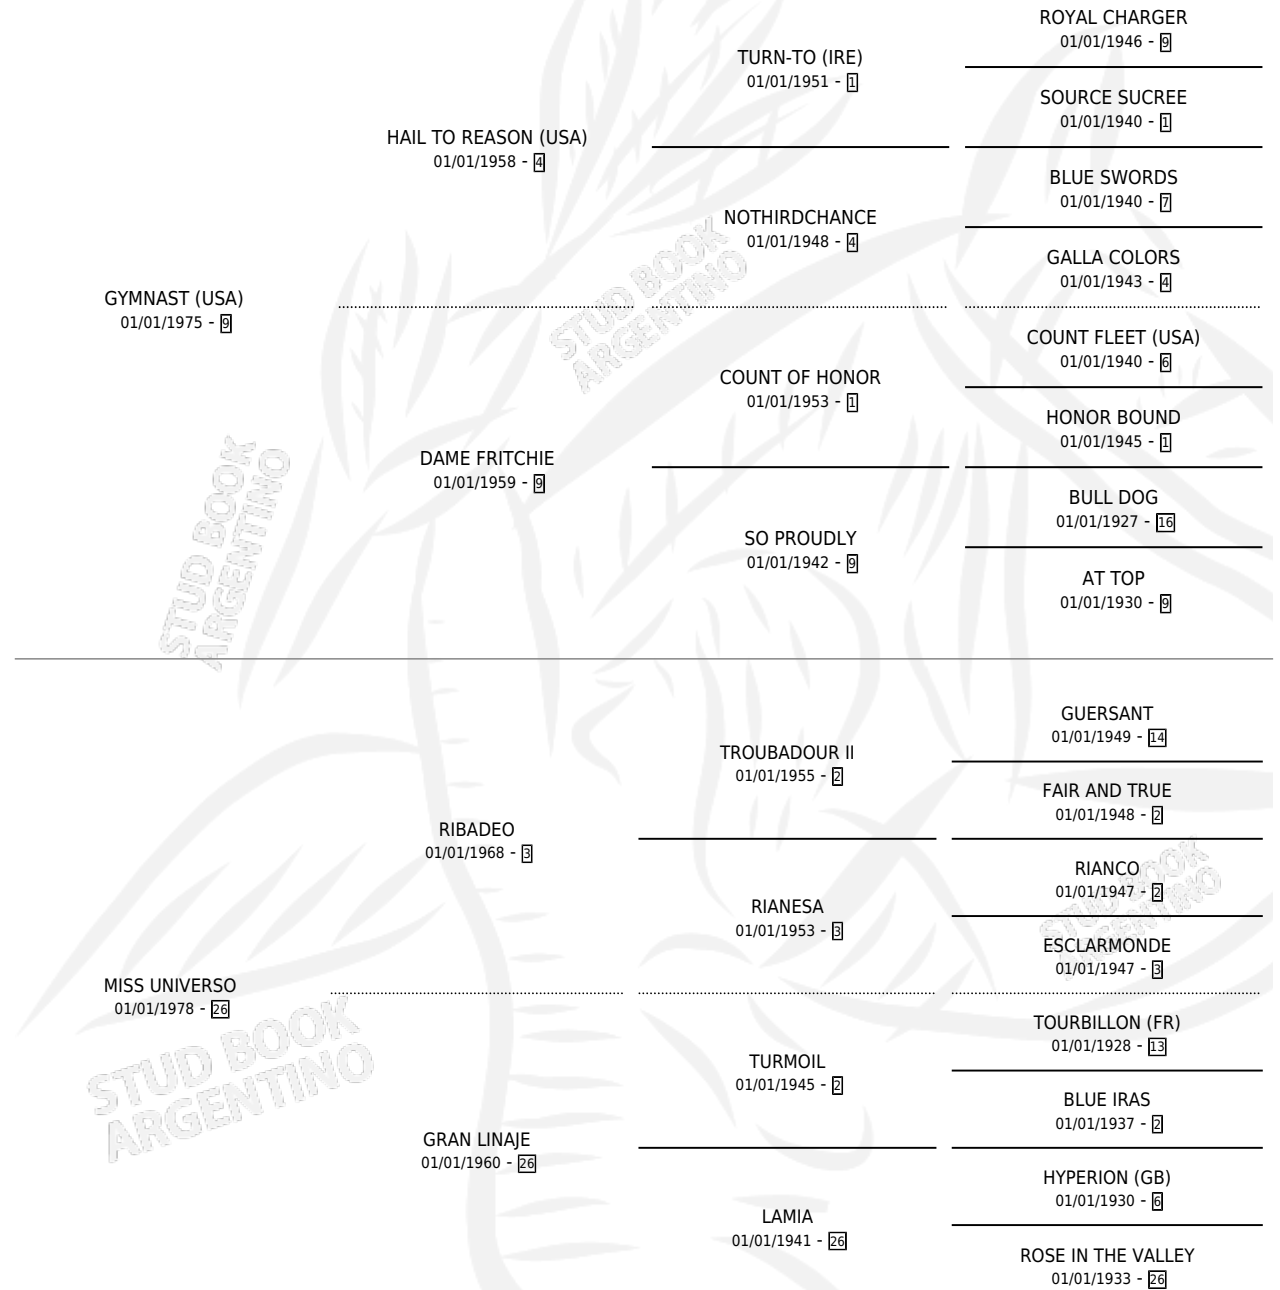 ROYAL CHARGER
01/01/1946 - 9
TURN-TO (IRE)
01/01/1951 - 1
SOURCE SUCREE
01/01/1940 - 1
HAIL TO REASON (USA)
01/01/1958 - 4
BLUE SWORDS
01/01/1940 - 7
NOTHIRDCHANCE
01/01/1948 - 4
GALLA COLORS
01/01/1943 - 4
GYMNAST (USA)
01/01/1975 - 9
COUNT FLEET (USA)
01/01/1940 - 6
COUNT OF HONOR
01/01/1953 - 1
HONOR BOUND
01/01/1945 - 1
DAME FRITCHIE
01/01/1959 - 9
BULL DOG
01/01/1927 - 16
SO PROUDLY
01/01/1942 - 9
AT TOP
01/01/1930 - 9
GUERSANT
01/01/1949 - 14
TROUBADOUR II
01/01/1955 - 2
FAIR AND TRUE
01/01/1948 - 2
RIBADEO
01/01/1968 - 3
RIANCO
01/01/1947 - 2
RIANESA
01/01/1953 - 3
ESCLARMONDE
01/01/1947 - 3
MISS UNIVERSO
01/01/1978 - 26
TOURBILLON (FR)
01/01/1928 - 13
TURMOIL
01/01/1945 - 2
BLUE IRAS
01/01/1937 - 2
GRAN LINAJE
01/01/1960 - 26
HYPERION (GB)
01/01/1930 - 6
LAMIA
01/01/1941 - 26
ROSE IN THE VALLEY
01/01/1933 - 26
STUD BOOK
ARGENTINO
STUD BOOK
ARGENTINO
STUD BOOK
ARGENTINO
STUD BOOK
ARGENTINO